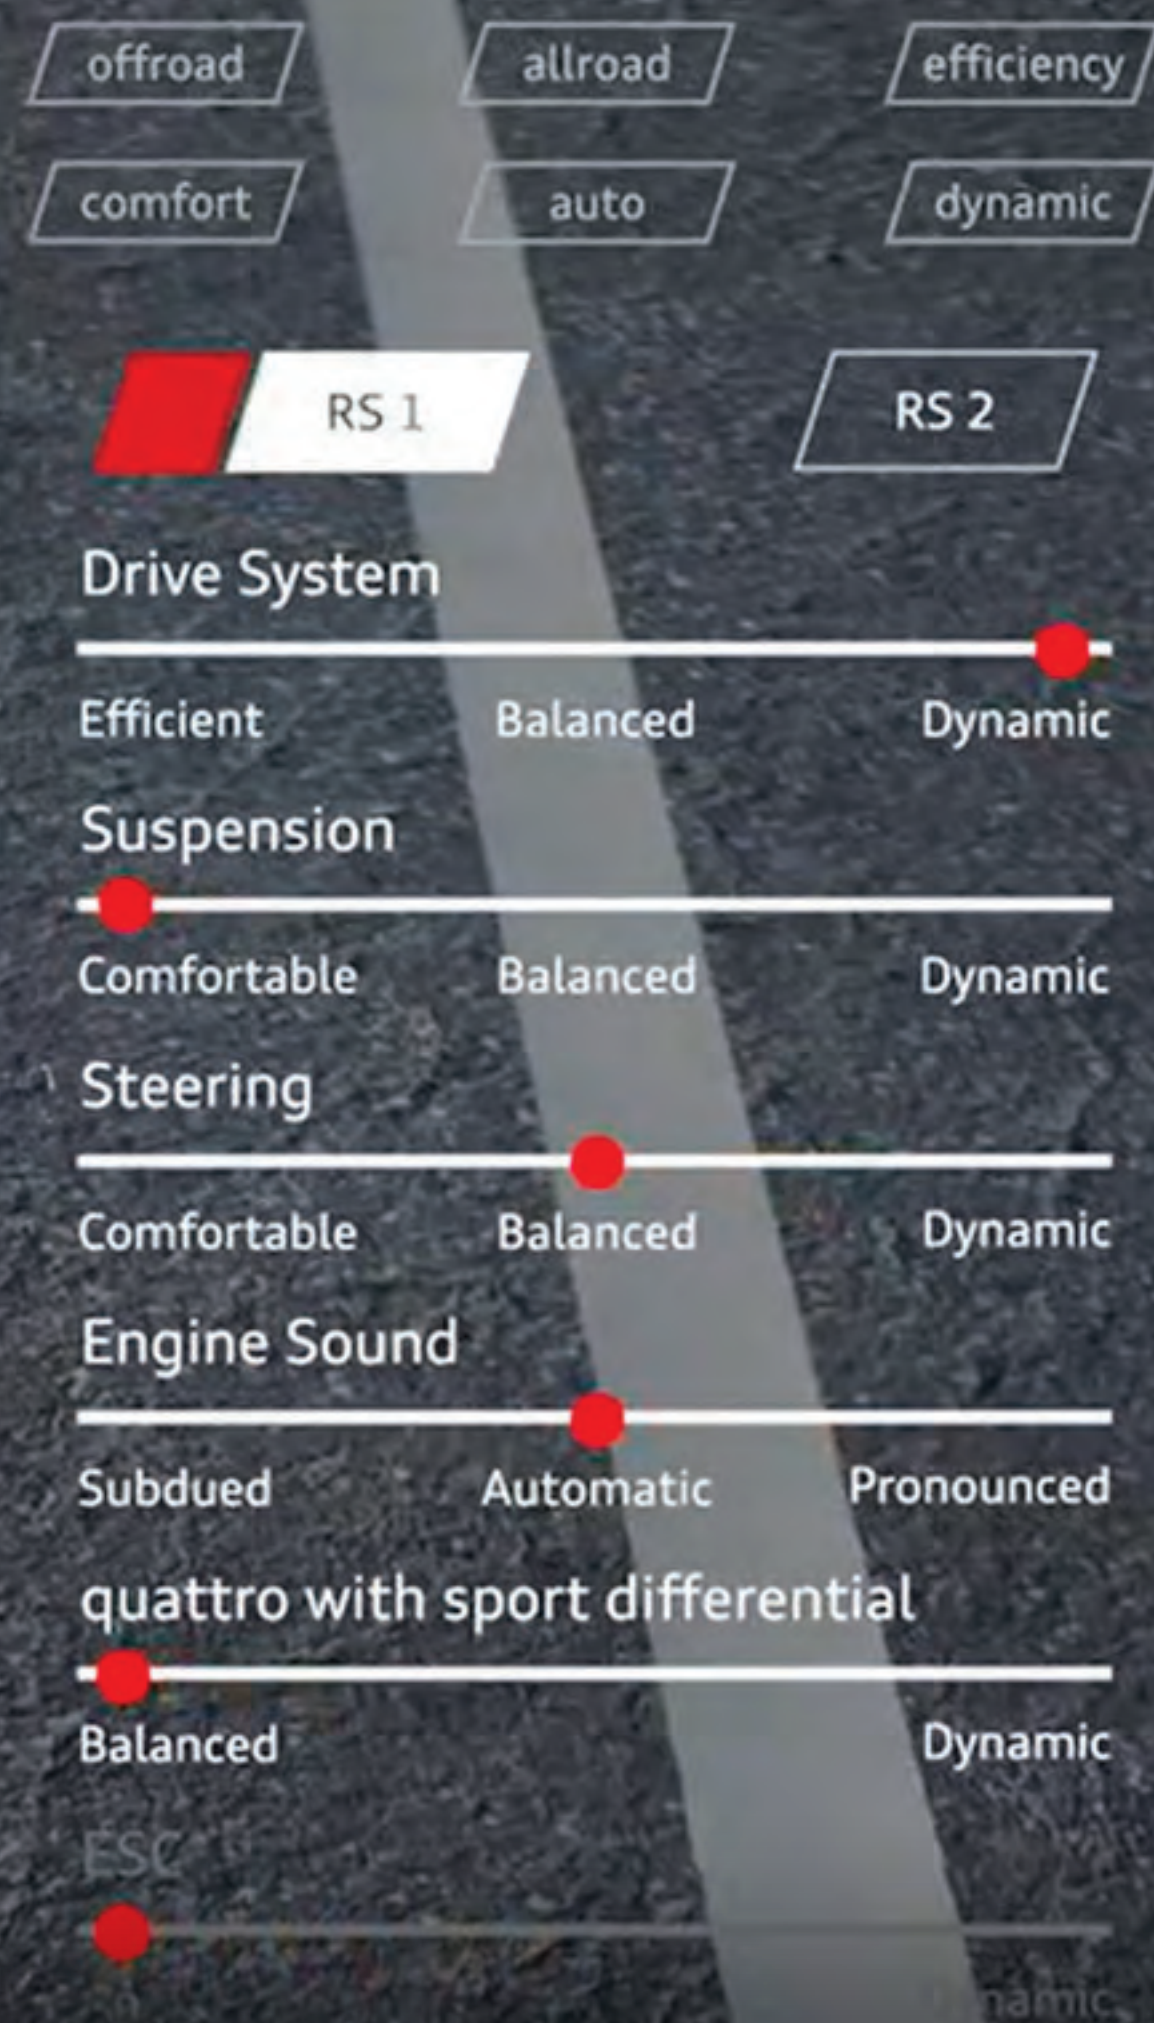 offroad allroad efficiency
comfort auto dynamic
RS 1 RS 2
Drive System
Efficient Balanced Dynamic
Suspension
Comfortable Balanced Dynamic
Steering
Comfortable Balanced Dynamic
Engine Sound
Subdued Automatic Pronounced
quattro with sport differential
Balanced Dynamic
ESC